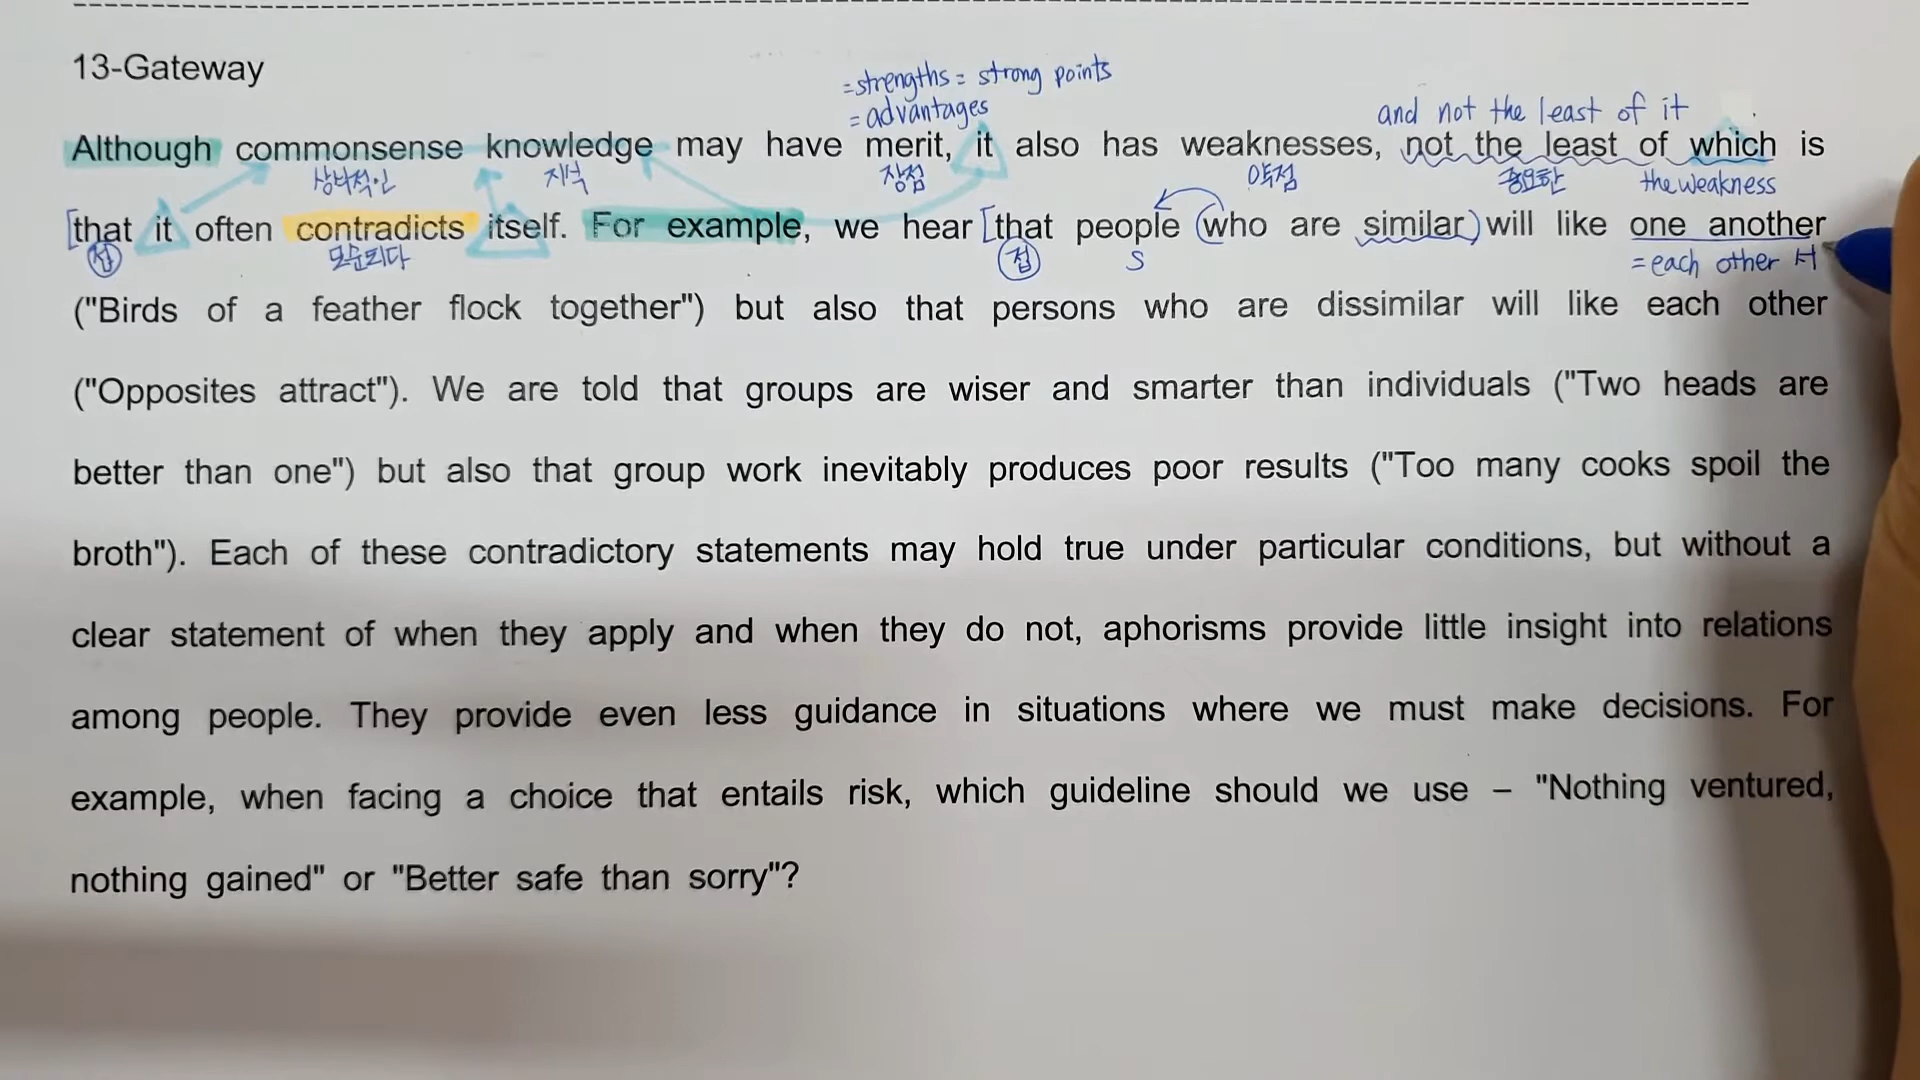 13-Gateway
=strengths = strong points
= advantages
and not the least of it
Although commonsense knowledge may have merit, it also has weaknesses, not the least of which is
상식적인 지식 장점 약점 중요한 the weakness
[that it often contradicts itself. For example, we hear [that people (who are similar) will like one another
접 모순되다 접 S =each other
("Birds of a feather flock together") but also that persons who are dissimilar will like each other
("Opposites attract"). We are told that groups are wiser and smarter than individuals ("Two heads are
better than one") but also that group work inevitably produces poor results ("Too many cooks spoil the
broth"). Each of these contradictory statements may hold true under particular conditions, but without a
clear statement of when they apply and when they do not, aphorisms provide little insight into relations
among people. They provide even less guidance in situations where we must make decisions. For
example, when facing a choice that entails risk, which guideline should we use – "Nothing ventured,
nothing gained" or "Better safe than sorry"?